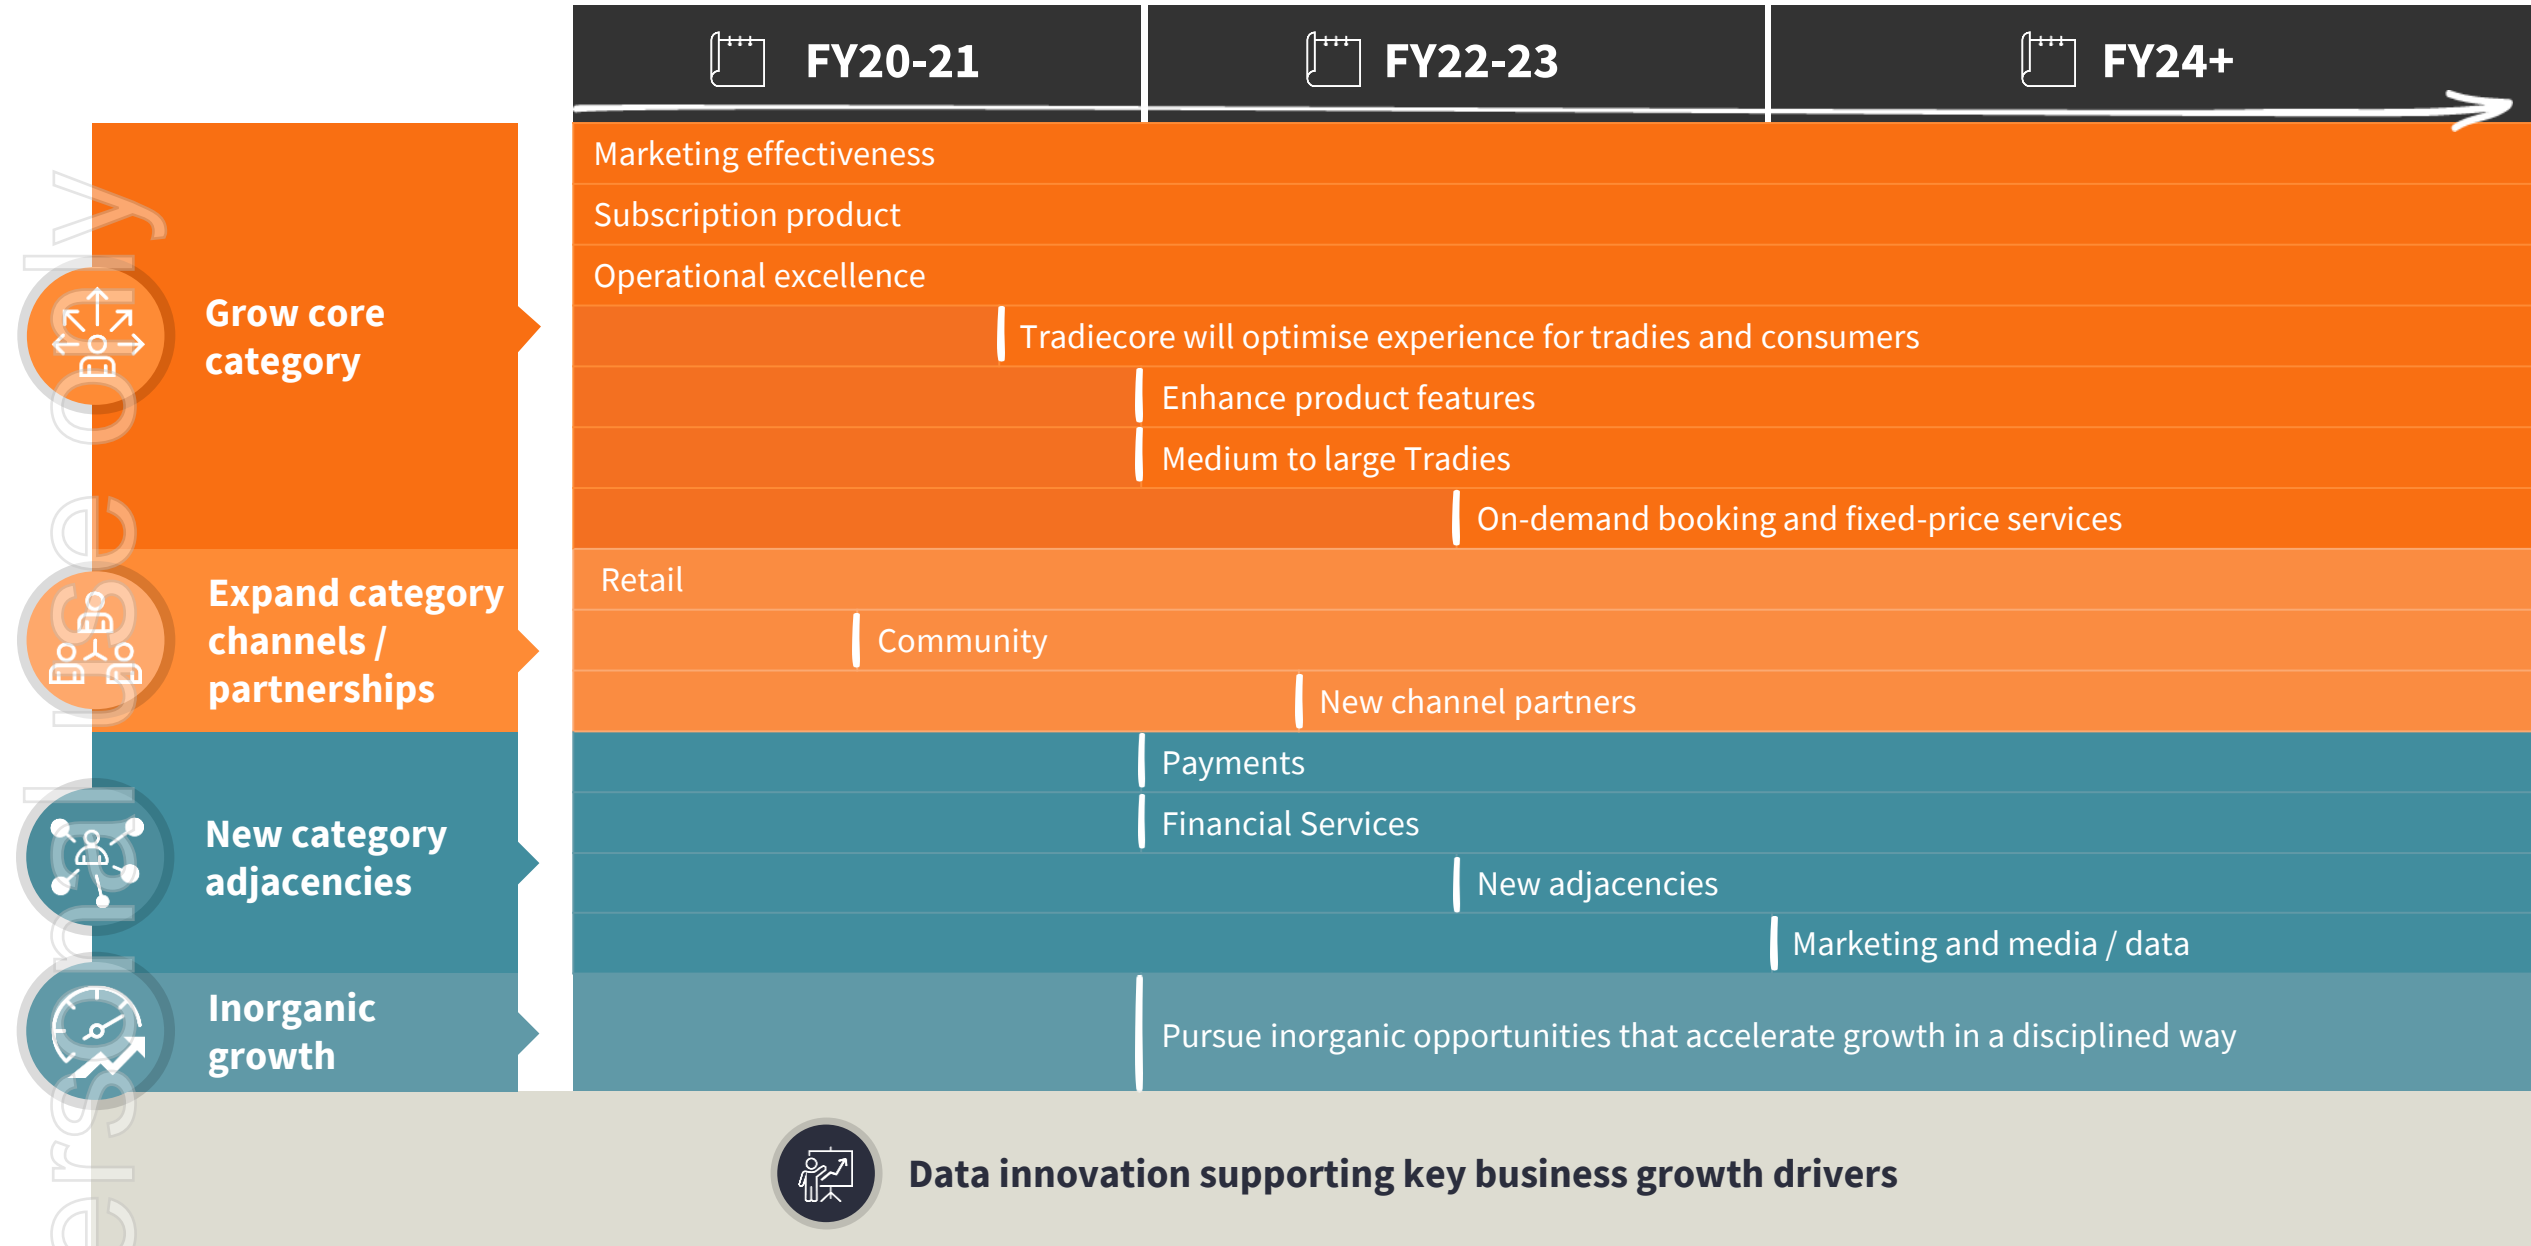 FY20-21
FY22-23
FY24+
Grow core
category
Marketing effectiveness
Subscription product
Operational excellence
Tradiecore will optimise experience for tradies and consumers
Enhance product features
Medium to large Tradies
On-demand booking and fixed-price services
Expand category
channels /
partnerships
Retail
Community
New channel partners
New category
adjacencies
Payments
Financial Services
New adjacencies
Marketing and media / data
Inorganic
growth
Pursue inorganic opportunities that accelerate growth in a disciplined way
Data innovation supporting key business growth drivers
ersonal use only